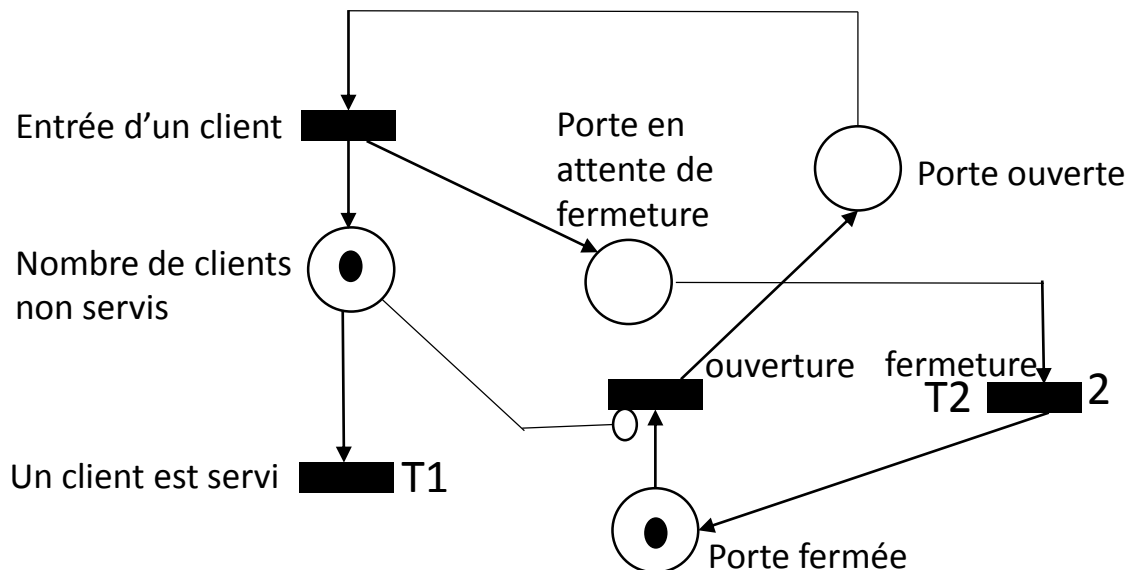 Entrée d'un client
Porte en
attente de
fermeture
Porte ouverte
Nombre de clients
non servis
ouverture
fermeture
T2
2
Un client est servi
T1
Porte fermée